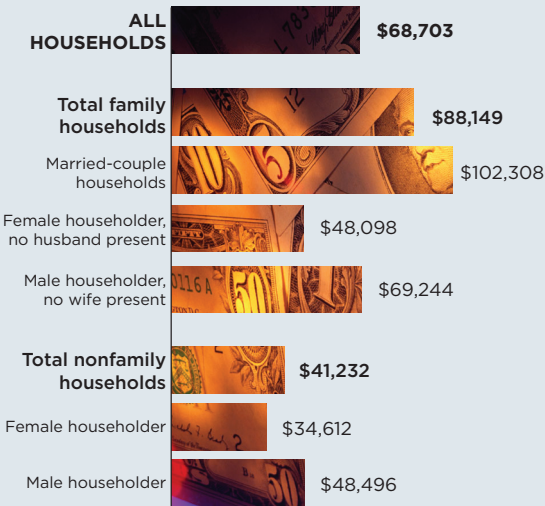 ALL
HOUSEHOLDS
$68,703
Total family
households
$88,149
Married-couple
households
$102,308
Female householder,
no husband present
$48,098
Male householder,
no wife present
$69,244
Total nonfamily
households
$41,232
Female householder
$34,612
Male householder
$48,496